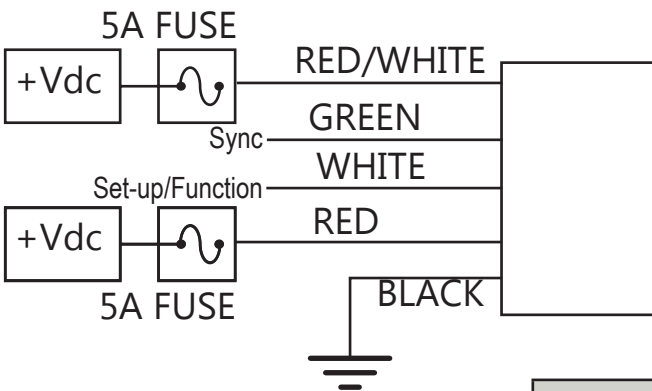 5A FUSE
+Vdc
RED/WHITE
Sync
GREEN
WHITE
Set-up/Function
+Vdc
RED
5A FUSE
BLACK